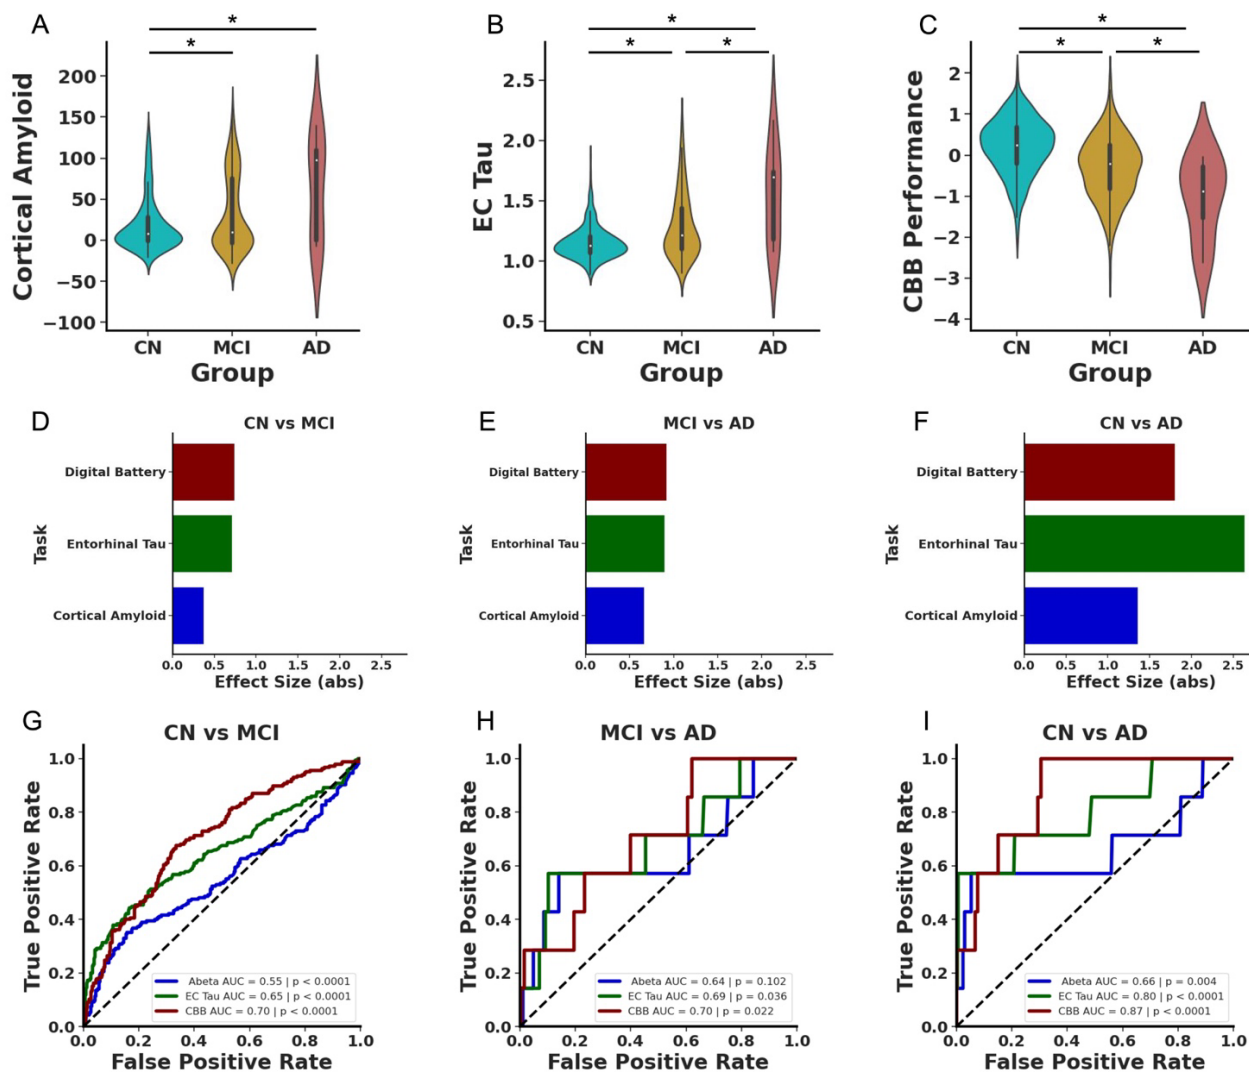 A
*
*
Cortical Amyloid
200
150
100
50
0
−50
−100
CN
MCI
AD
Group
B
*
*
*
EC Tau
2.5
2.0
1.5
1.0
0.5
CN
MCI
AD
Group
C
*
*
*
CBB Performance
2
1
0
−1
−2
−3
−4
CN
MCI
AD
Group
D
CN vs MCI
Task
Digital Battery
Entorhinal Tau
Cortical Amyloid
0.0 0.5 1.0 1.5 2.0 2.5
Effect Size (abs)
E
MCI vs AD
Task
Digital Battery
Entorhinal Tau
Cortical Amyloid
0.0 0.5 1.0 1.5 2.0 2.5
Effect Size (abs)
F
CN vs AD
Task
Digital Battery
Entorhinal Tau
Cortical Amyloid
0.0 0.5 1.0 1.5 2.0 2.5
Effect Size (abs)
G
CN vs MCI
True Positive Rate
1.0
0.8
0.6
0.4
0.2
0.0
Abeta AUC = 0.55 | p < 0.0001
EC Tau AUC = 0.65 | p < 0.0001
CBB AUC = 0.70 | p < 0.0001
0.0 0.2 0.4 0.6 0.8 1.0
False Positive Rate
H
MCI vs AD
True Positive Rate
1.0
0.8
0.6
0.4
0.2
0.0
Abeta AUC = 0.64 | p = 0.102
EC Tau AUC = 0.69 | p = 0.036
CBB AUC = 0.70 | p = 0.022
0.0 0.2 0.4 0.6 0.8 1.0
False Positive Rate
I
CN vs AD
True Positive Rate
1.0
0.8
0.6
0.4
0.2
0.0
Abeta AUC = 0.66 | p = 0.004
EC Tau AUC = 0.80 | p < 0.0001
CBB AUC = 0.87 | p < 0.0001
0.0 0.2 0.4 0.6 0.8 1.0
False Positive Rate